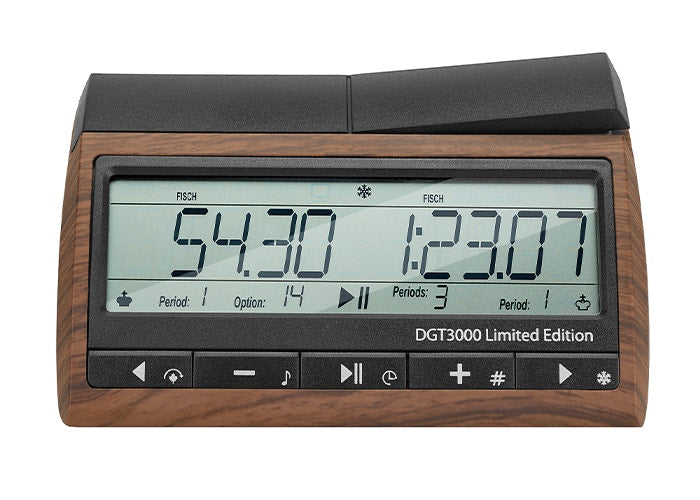 FISCH FISCH
54.30 1:23.07
Period: 1 Option: 14 Periods: 3 Period: 1
DGT3000 Limited Edition
− + #